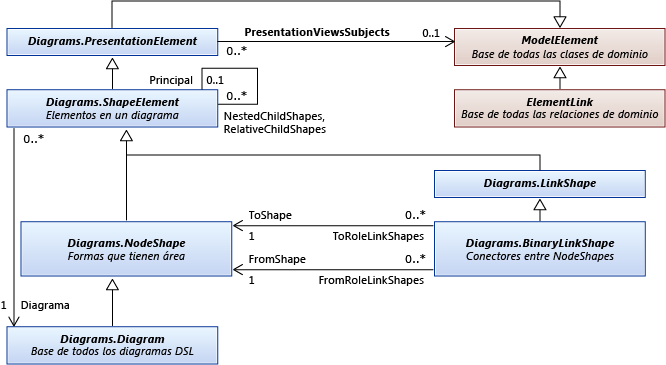 Diagrams.PresentationElement
PresentationViewsSubjects
0..*
0..1
ModelElement
Base de todas las clases de dominio
Principal
0..1
Diagrams.ShapeElement
Elementos en un diagrama
0..*
NestedChildShapes,
RelativeChildShapes
ElementLink
Base de todas las relaciones de dominio
0..*
Diagrams.LinkShape
ToShape
0..*
1
ToRoleLinkShapes
Diagrams.NodeShape
Formas que tienen área
Diagrams.BinaryLinkShape
Conectores entre NodeShapes
FromShape
0..*
1
FromRoleLinkShapes
1
Diagrama
Diagrams.Diagram
Base de todos los diagramas DSL